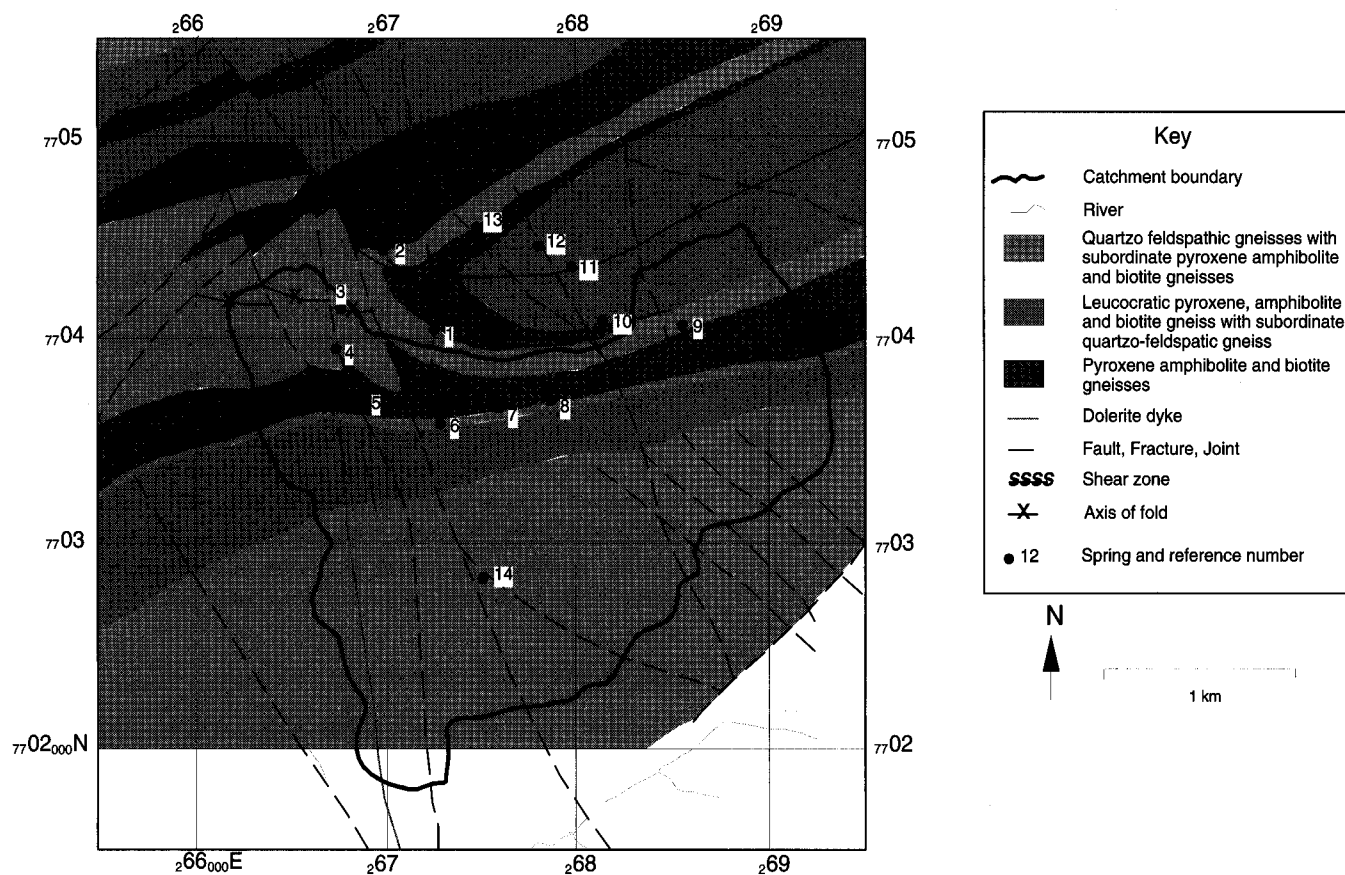 266 267 268 269
7705 7705
13
2 12
11
3
10
7704 1 9 7704
4
5 7 8
6
7703 7703
14
7702000N 7702
266000E 267 268 269
Key
Catchment boundary
River
Quartzo feldspathic gneisses with
subordinate pyroxene amphibolite
and biotite gneisses
Leucocratic pyroxene, amphibolite
and biotite gneiss with subordinate
quartzo-feldspatic gneiss
Pyroxene amphibolite and biotite
gneisses
Dolerite dyke
Fault, Fracture, Joint
SSSS Shear zone
X Axis of fold
12 Spring and reference number
N
1 km